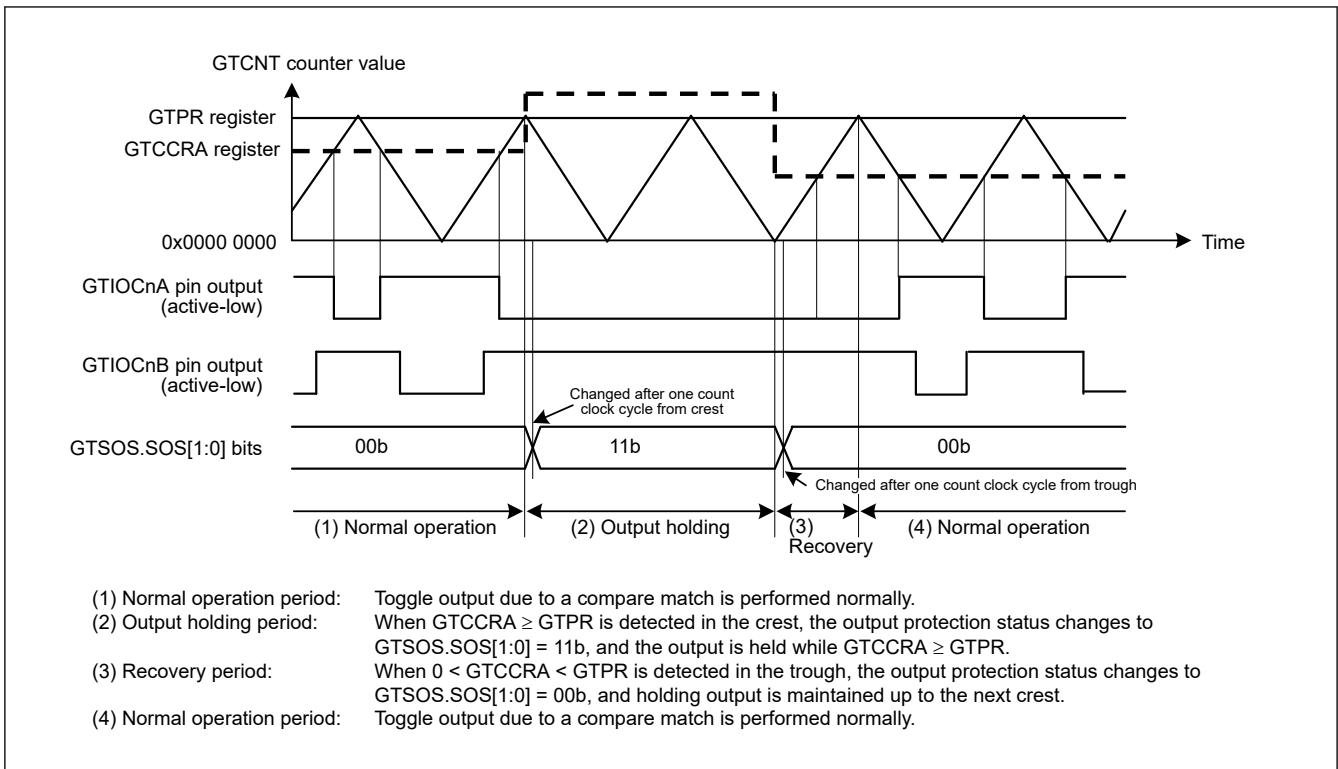 GTCNT counter value
GTPR register
GTCCRA register
0x0000 0000
Time
GTIOCnA pin output
(active-low)
GTIOCnB pin output
(active-low)
Changed after one count
clock cycle from crest
GTSOS.SOS[1:0] bits
00b
11b
00b
Changed after one count clock cycle from trough
(1) Normal operation
(2) Output holding
(3)
Recovery
(4) Normal operation
(1) Normal operation period: Toggle output due to a compare match is performed normally.
(2) Output holding period: When GTCCRA ≥ GTPR is detected in the crest, the output protection status changes to
GTSOS.SOS[1:0] = 11b, and the output is held while GTCCRA ≥ GTPR.
(3) Recovery period: When 0 < GTCCRA < GTPR is detected in the trough, the output protection status changes to
GTSOS.SOS[1:0] = 00b, and holding output is maintained up to the next crest.
(4) Normal operation period: Toggle output due to a compare match is performed normally.